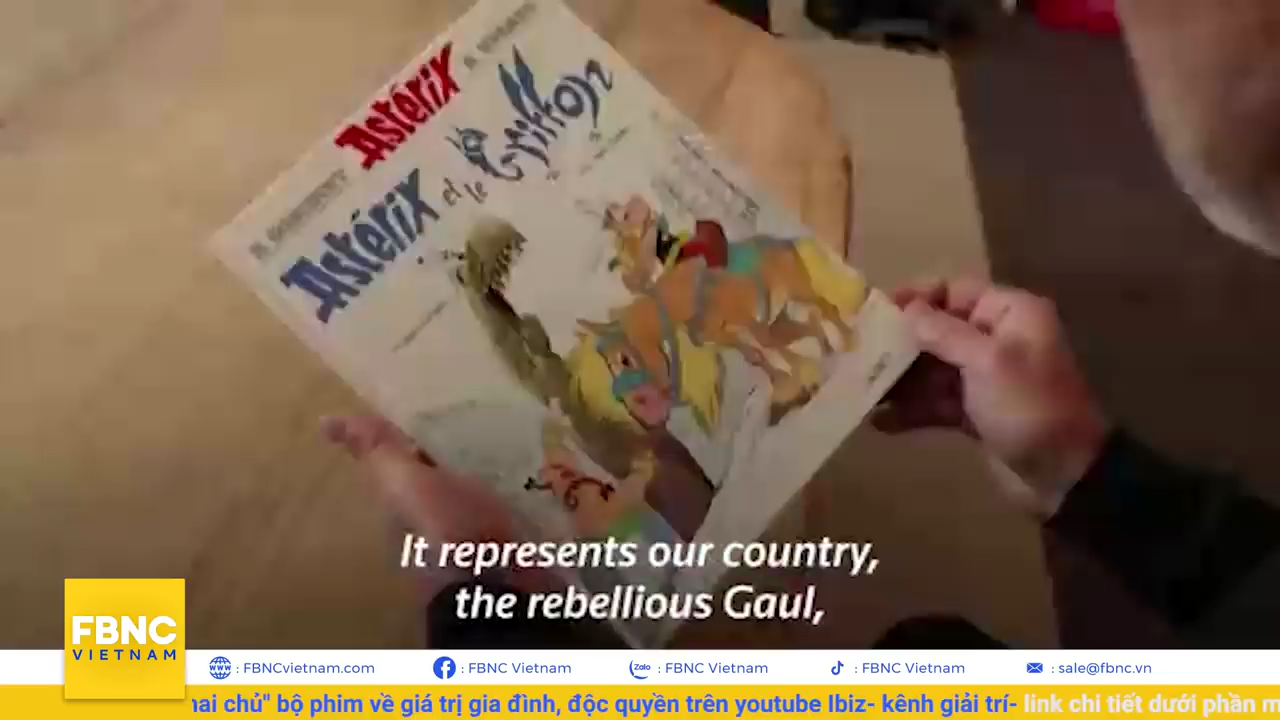 Astérix
Astérix
et le
Griffon
It represents our country,
the rebellious Gaul,
FBNC
VIETNAM
: FBNCvietnam.com
: FBNC Vietnam
Zalo : FBNC Vietnam
: FBNC Vietnam
: sale@fbnc.vn
chủ" bộ phim về giá trị gia đình, độc quyền trên youtube Ibiz- kênh giải trí- link chi tiết dưới phần